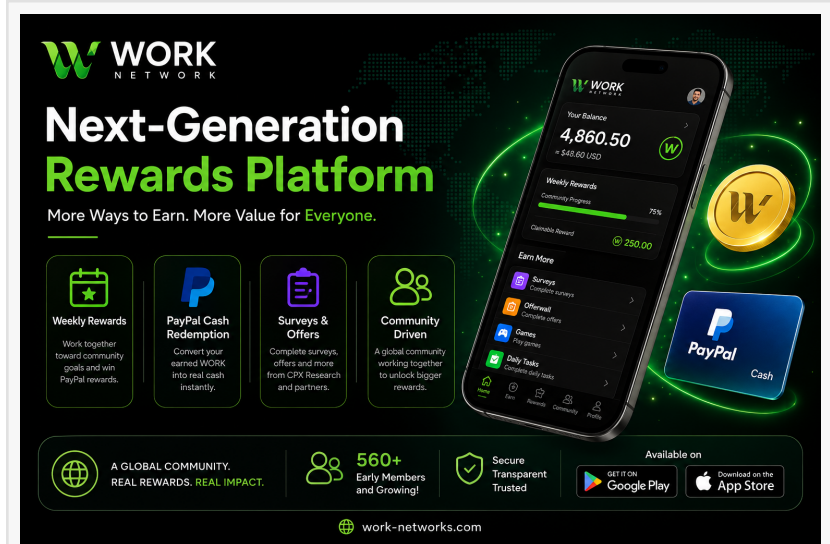 WORK
NETWORK
Next-Generation
Rewards Platform
More Ways to Earn. More Value for Everyone.
Weekly Rewards
Work together
toward community
goals and win
PayPal rewards.
PayPal Cash
Redemption
Convert your
earned WORK
into real cash
instantly.
Surveys &
Offers
Complete surveys,
offers and more
from CPX Research
and partners.
Community
Driven
A global community
working together
to unlock bigger
rewards.
WORK
NETWORK
Your Balance
4,860.50
≈ $48.60 USD
W
Weekly Rewards
Community Progress
75%
Claimable Reward
W 250.00
Earn More
Surveys
Complete surveys
Offerwall
Complete offers
Games
Play games
Daily Tasks
Complete daily tasks
Home
Earn
Rewards
Community
Profile
W
PayPal
Cash
A GLOBAL COMMUNITY.
REAL REWARDS. REAL IMPACT.
560+
Early Members
and Growing!
Secure
Transparent
Trusted
Available on
GET IT ON
Google Play
Download on the
App Store
work-networks.com